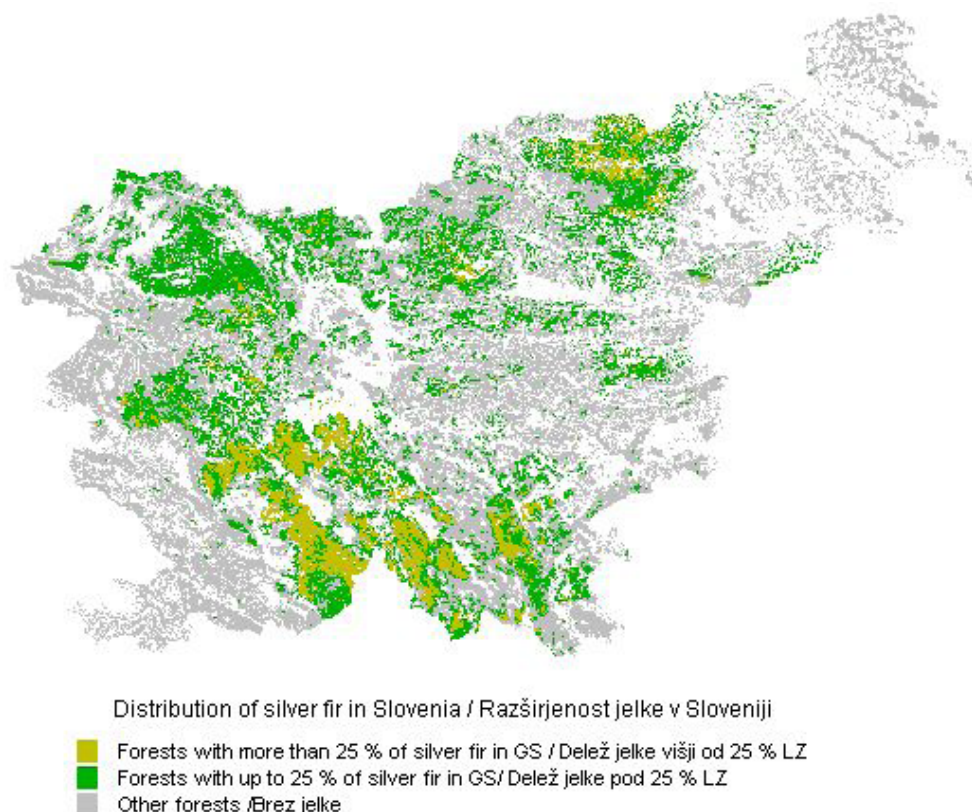 Distribution of silver fir in Slovenia / Razširjenost jelke v Sloveniji
Forests with more than 25 % of silver fir in GS / Delež jelke višji od 25 % LZ
Forests with up to 25 % of silver fir in GS/ Delež jelke pod 25 % LZ
Other forests /Brez jelke